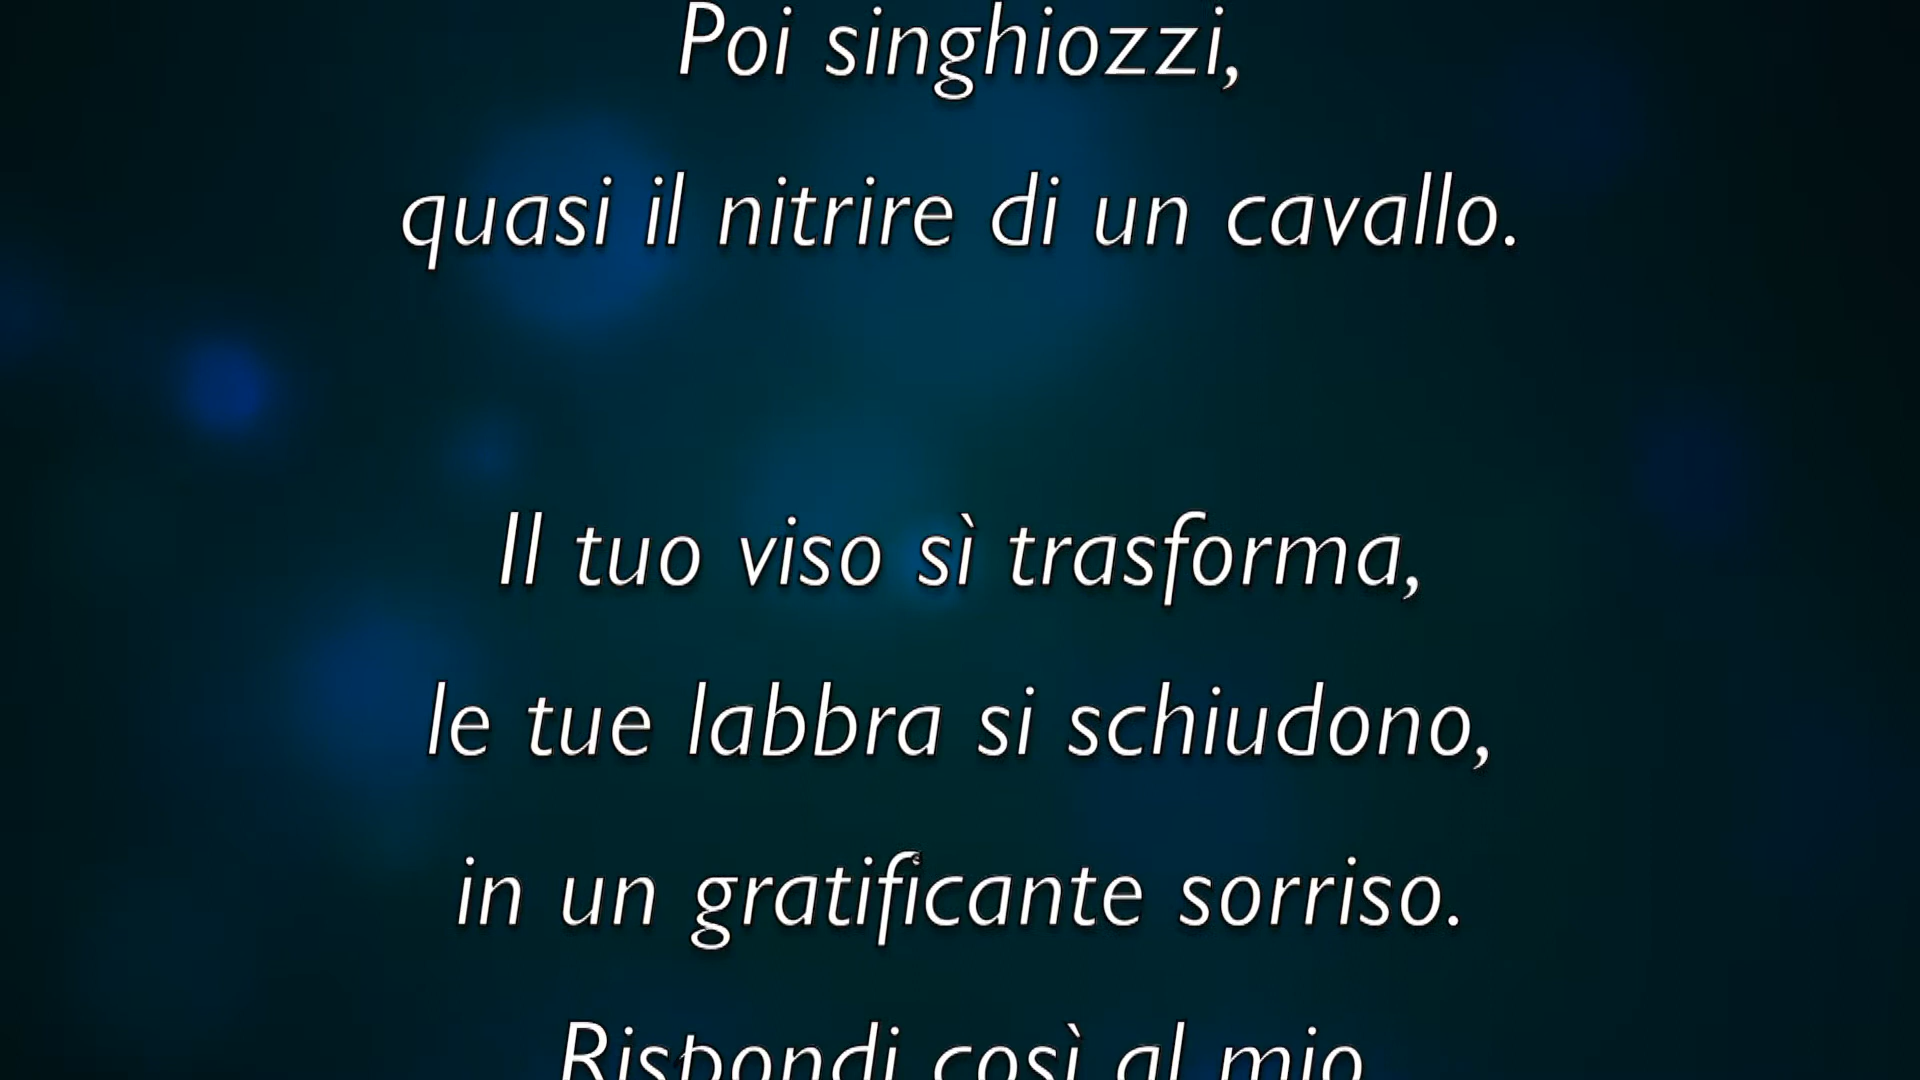 Poi singhiozzi,
quasi il nitrire di un cavallo.
Il tuo viso sì trasforma,
le tue labbra si schiudono,
in un gratificante sorriso.
Rispondi così al mio